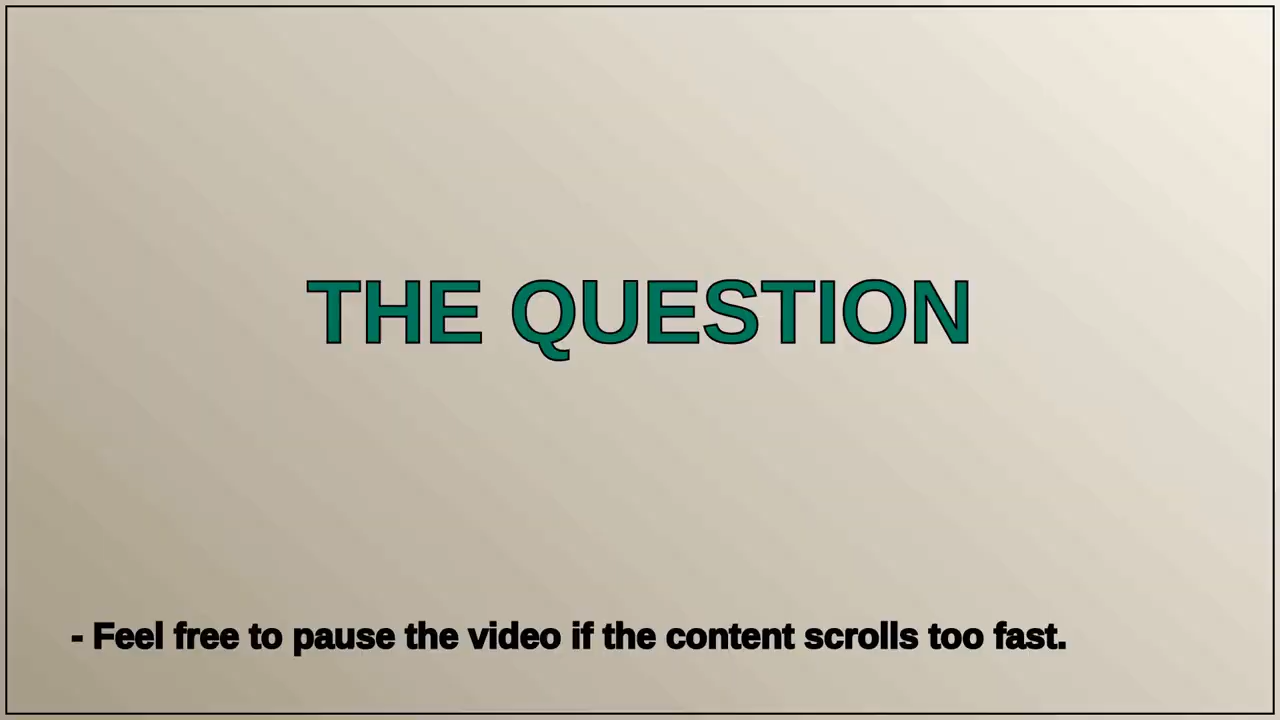 THE QUESTION
- Feel free to pause the video if the content scrolls too fast.